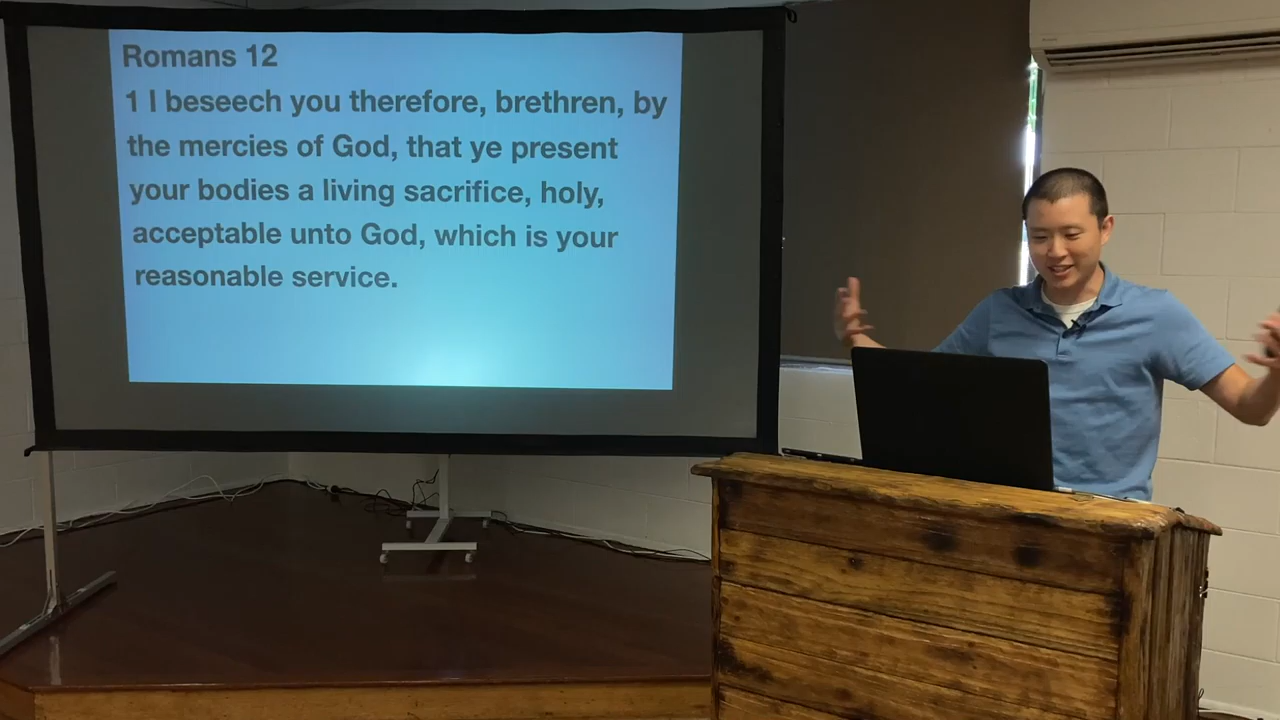 Romans 12
1 I beseech you therefore, brethren, by
the mercies of God, that ye present
your bodies a living sacrifice, holy,
acceptable unto God, which is your
reasonable service.